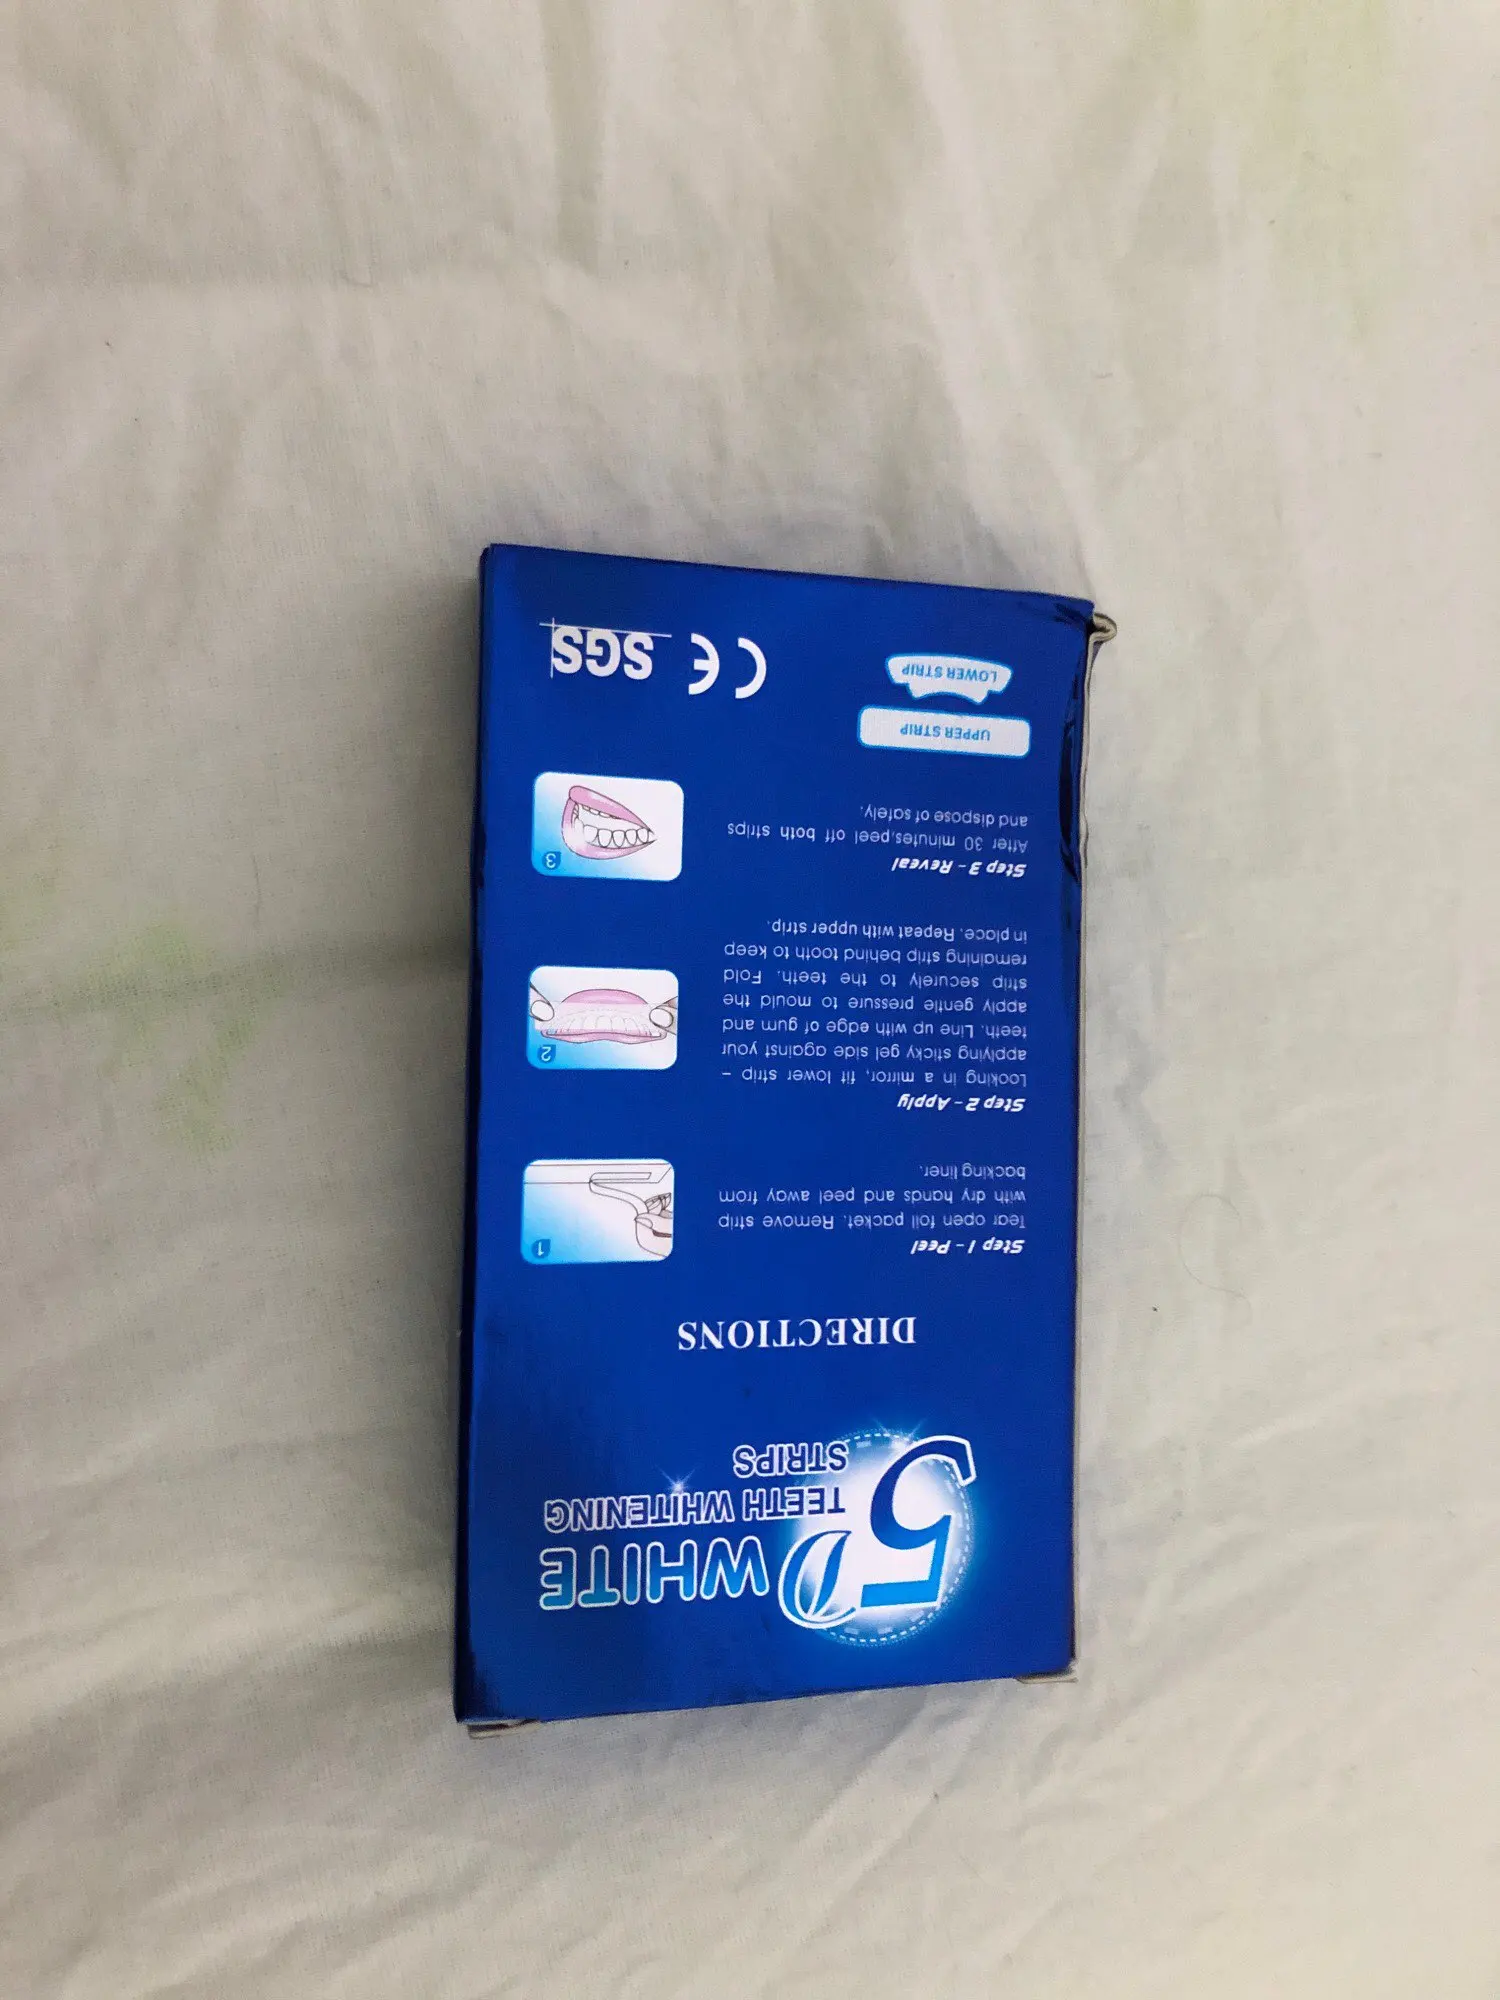 5D WHITE
TEETH WHITENING
STRIPS
DIRECTIONS
Step 1 - Peel
Tear open foil packet. Remove strip
with dry hands and peel away from
backing liner.
1
Step 2 - Apply
Looking in a mirror, fit lower strip –
applying sticky gel side against your
teeth. Line up with edge of gum and
apply gentle pressure to mould the
strip securely to the teeth. Fold
remaining strip behind tooth to keep
in place. Repeat with upper strip.
2
Step 3 - Reveal
After 30 minutes,peel off both strips
and dispose of safely.
3
UPPER STRIP
LOWER STRIP
CE SGS